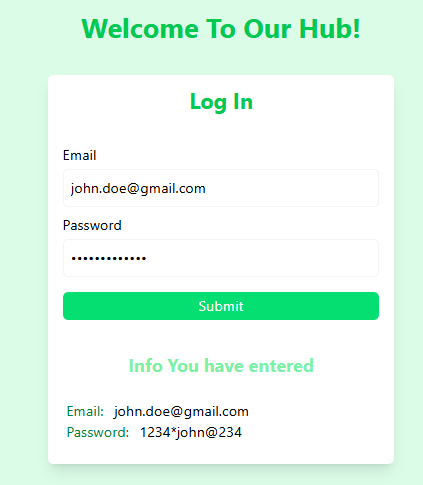 Welcome To Our Hub!
Log In
Email
john.doe@gmail.com
Password
•••••••••••••
Submit
Info You have entered
Email: john.doe@gmail.com
Password: 1234*john@234